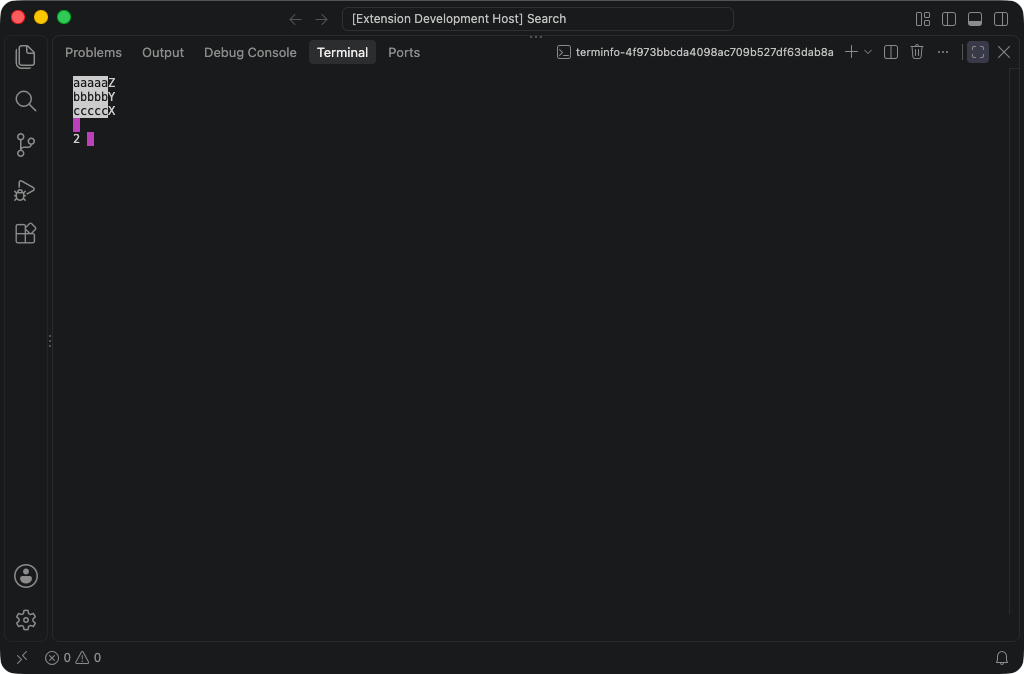 [Extension Development Host] Search
Problems Output Debug Console Terminal Ports terminfo-4f973bbcda4098ac709b527df63dab8a
aaaaaZ
bbbbbY
cccccX
2
0 0